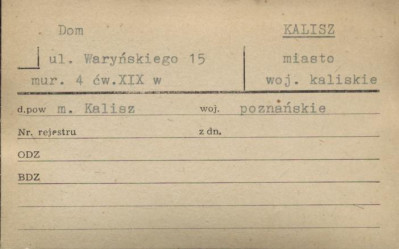 Dom KALISZ
ul. Waryńskiego 15 miasto
mur. 4 ćw.XIX w woj. kaliskie
d.pow m. Kalisz woj. poznańskie
Nr. rejestru z dn.
ODZ
BDZ